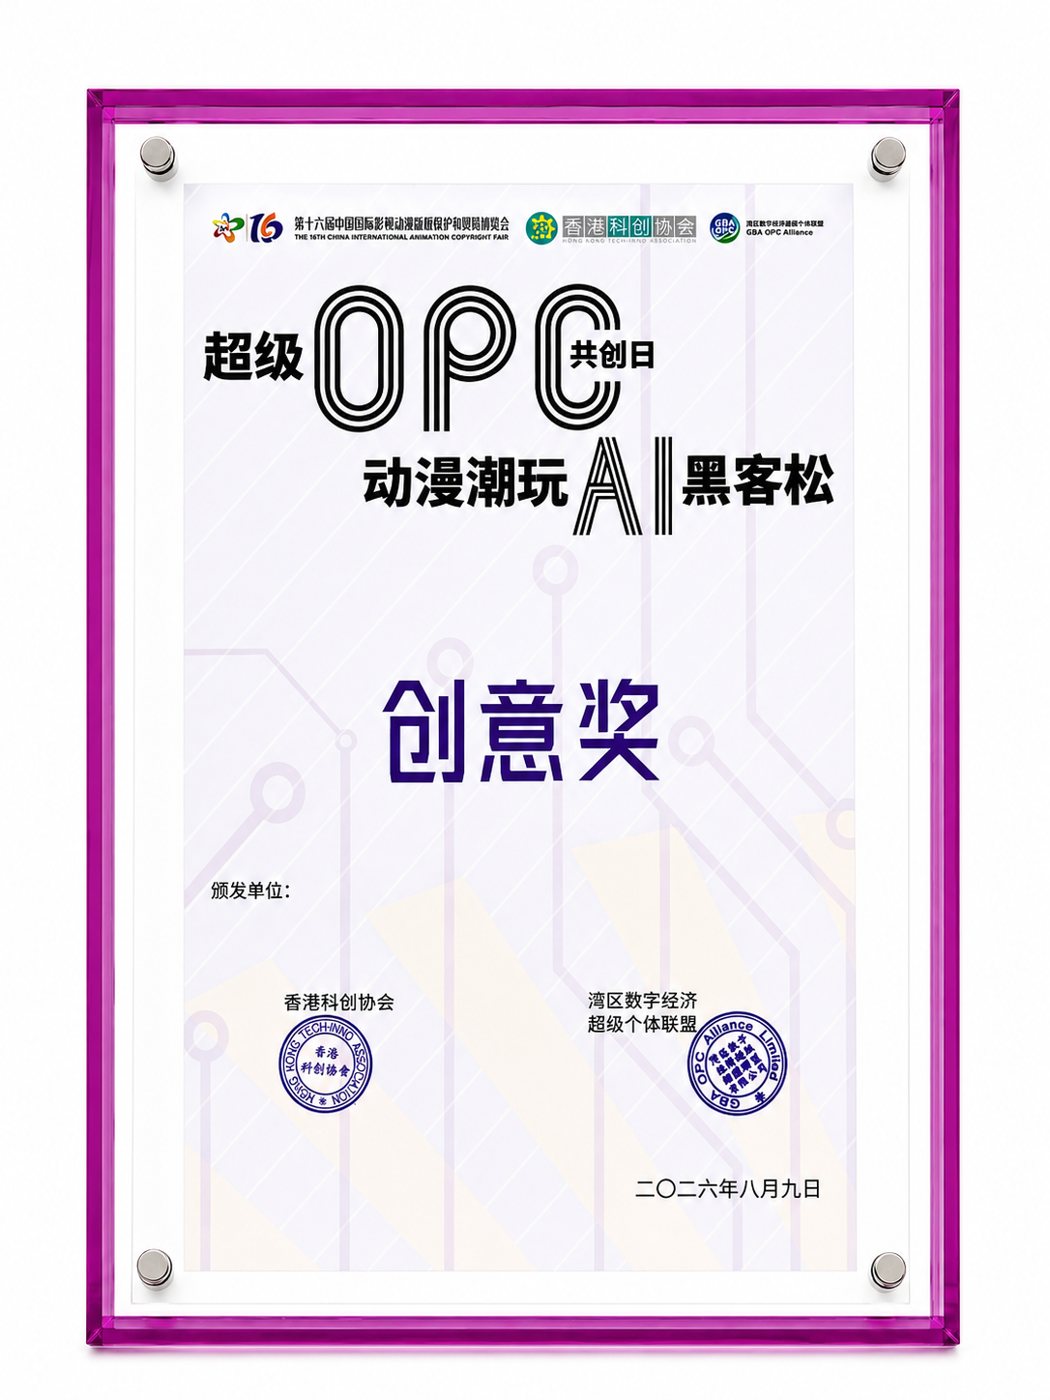 16 第十六届中国国际影视动漫版权保护和贸易博览会
THE 16TH CHINA INTERNATIONAL ANIMATION COPYRIGHT FAIR
香港科创协会
HONG KONG TECH-INNO ASSOCIATION
GBA OPC
湾区数字经济超级个体联盟
GBA OPC Alliance
超级OPC共创日
动漫潮玩AI黑客松
创意奖
颁发单位：
香港科创协会
HONG KONG TECH-INNO ASSOCIATION
香港
科创协会
湾区数字经济
超级个体联盟
GBA OPC Alliance Limited
二〇二六年八月九日